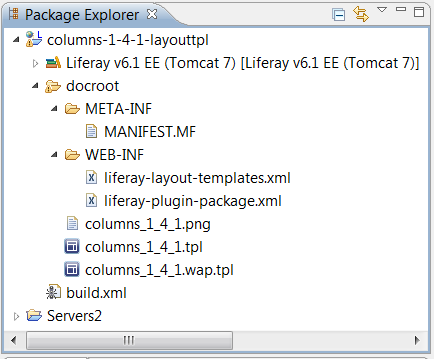 Package Explorer
columns-1-4-1-layouttpl
Liferay v6.1 EE (Tomcat 7) [Liferay v6.1 EE (Tomcat 7)]
docroot
META-INF
MANIFEST.MF
WEB-INF
liferay-layout-templates.xml
liferay-plugin-package.xml
columns_1_4_1.png
columns_1_4_1.tpl
columns_1_4_1.wap.tpl
build.xml
Servers2